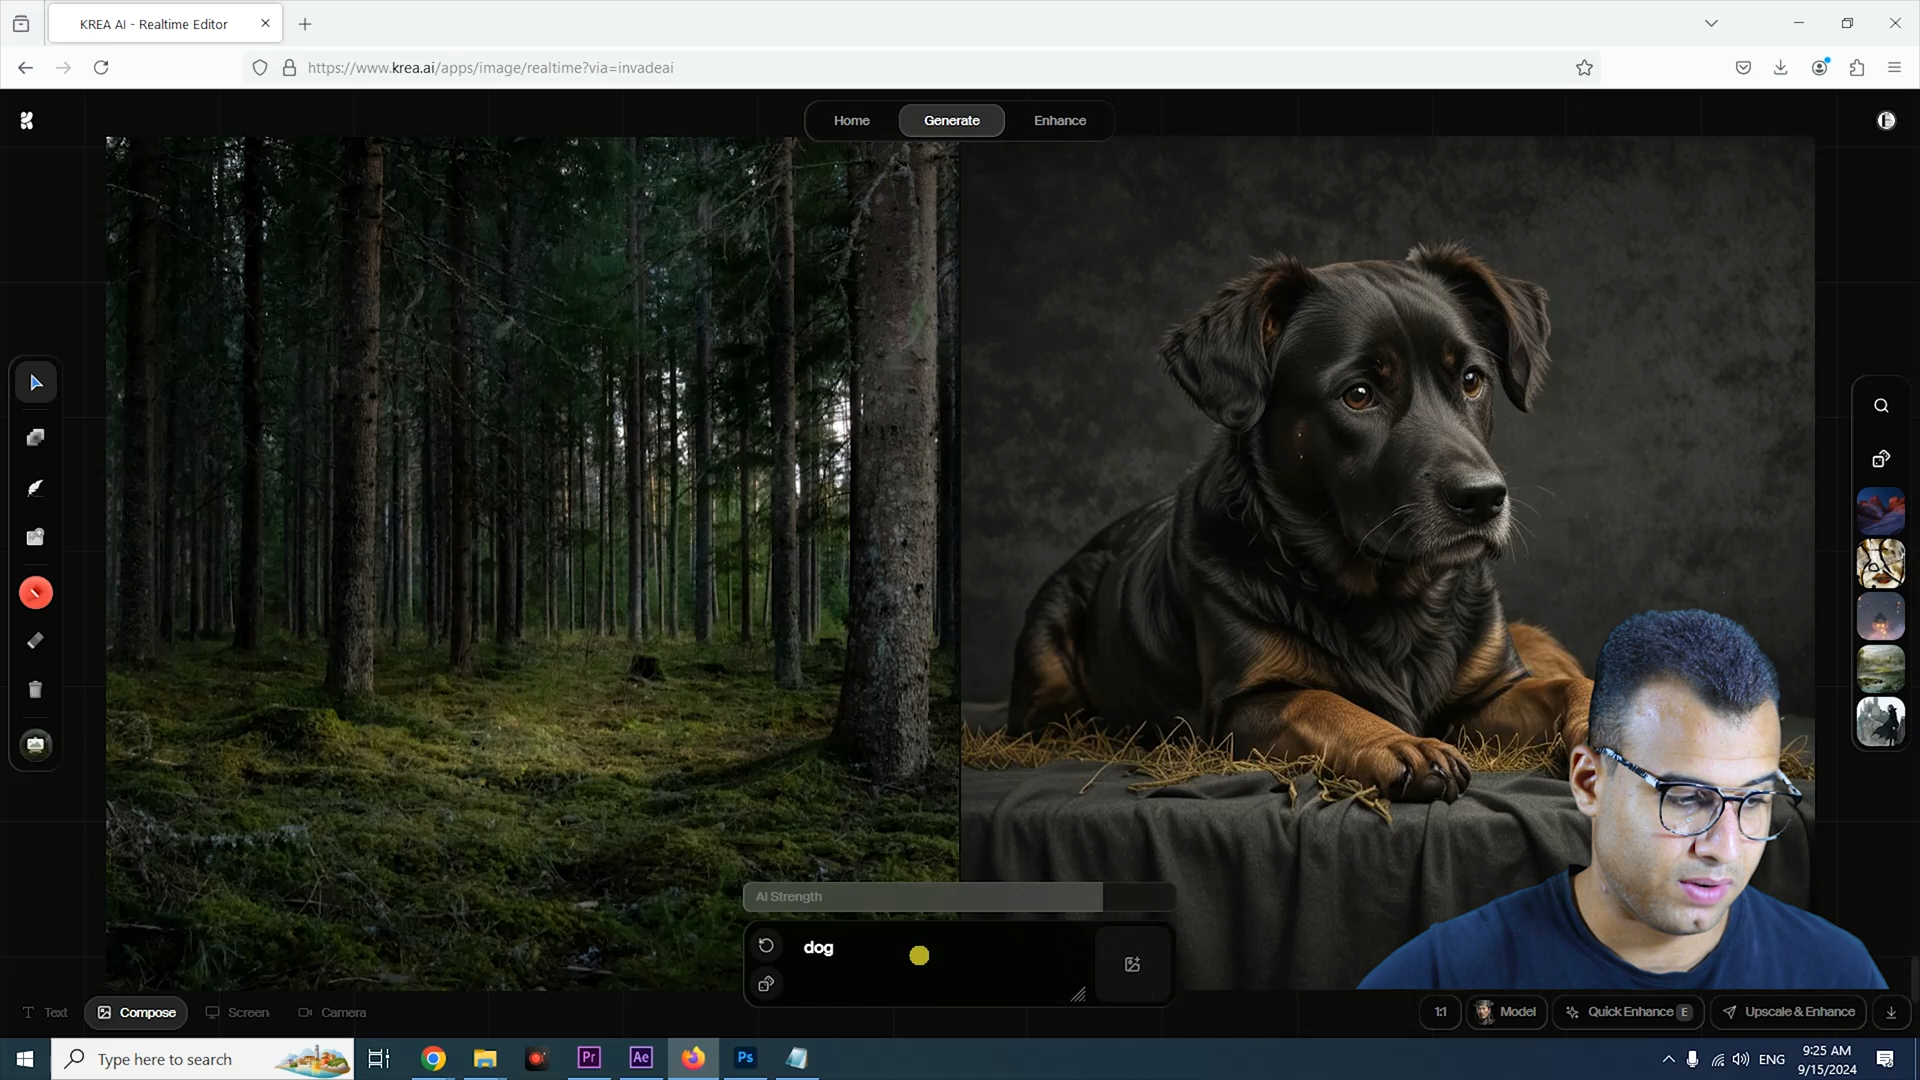 KREA AI - Realtime Editor
https://www.krea.ai/apps/image/realtime?via=invadeai
Home
Generate
Enhance
AI Strength
dog
Text
Compose
Screen
Camera
1:1
Model
Quick Enhance E
Upscale & Enhance
Type here to search
Pr
Ae
Ps
ENG
9:25 AM
9/15/2024